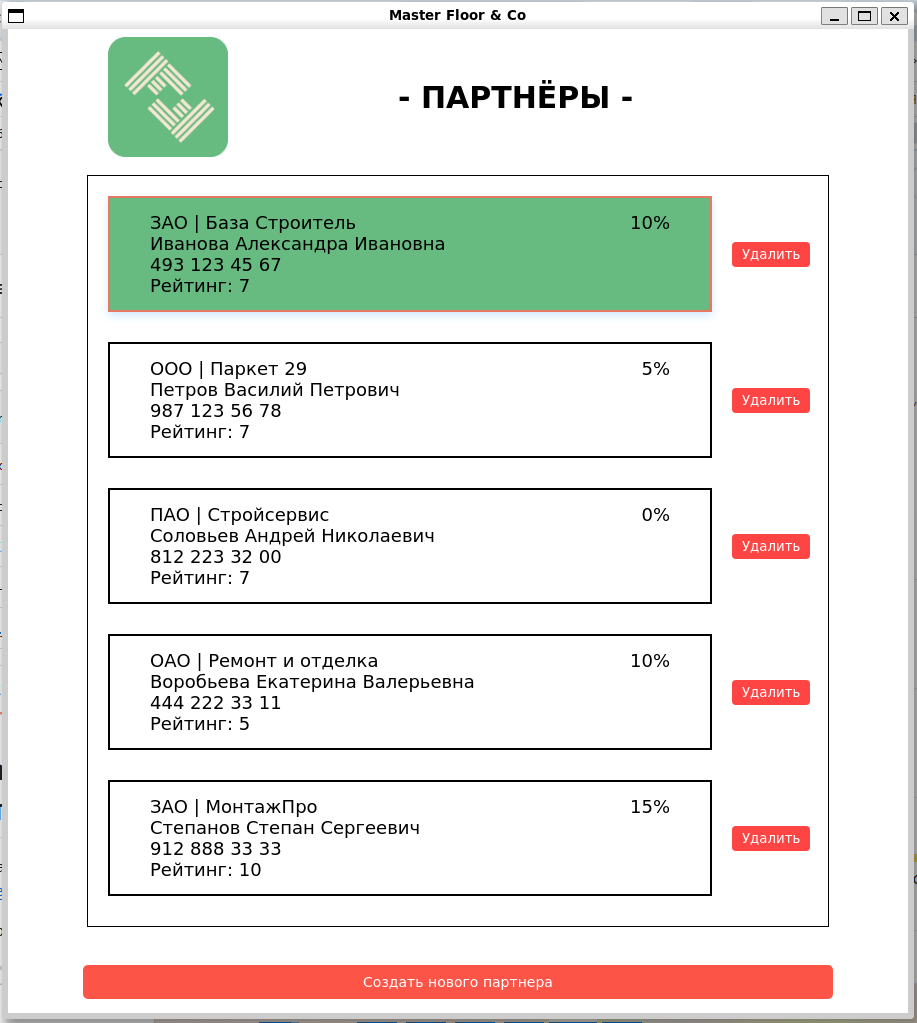 Master Floor & Co
- ПАРТНЁРЫ -
ЗАО | База Строитель 10%
Иванова Александра Ивановна
493 123 45 67
Рейтинг: 7
Удалить
ООО | Паркет 29 5%
Петров Василий Петрович
987 123 56 78
Рейтинг: 7
Удалить
ПАО | Стройсервис 0%
Соловьев Андрей Николаевич
812 223 32 00
Рейтинг: 7
Удалить
ОАО | Ремонт и отделка 10%
Воробьева Екатерина Валерьевна
444 222 33 11
Рейтинг: 5
Удалить
ЗАО | МонтажПро 15%
Степанов Степан Сергеевич
912 888 33 33
Рейтинг: 10
Удалить
Создать нового партнера